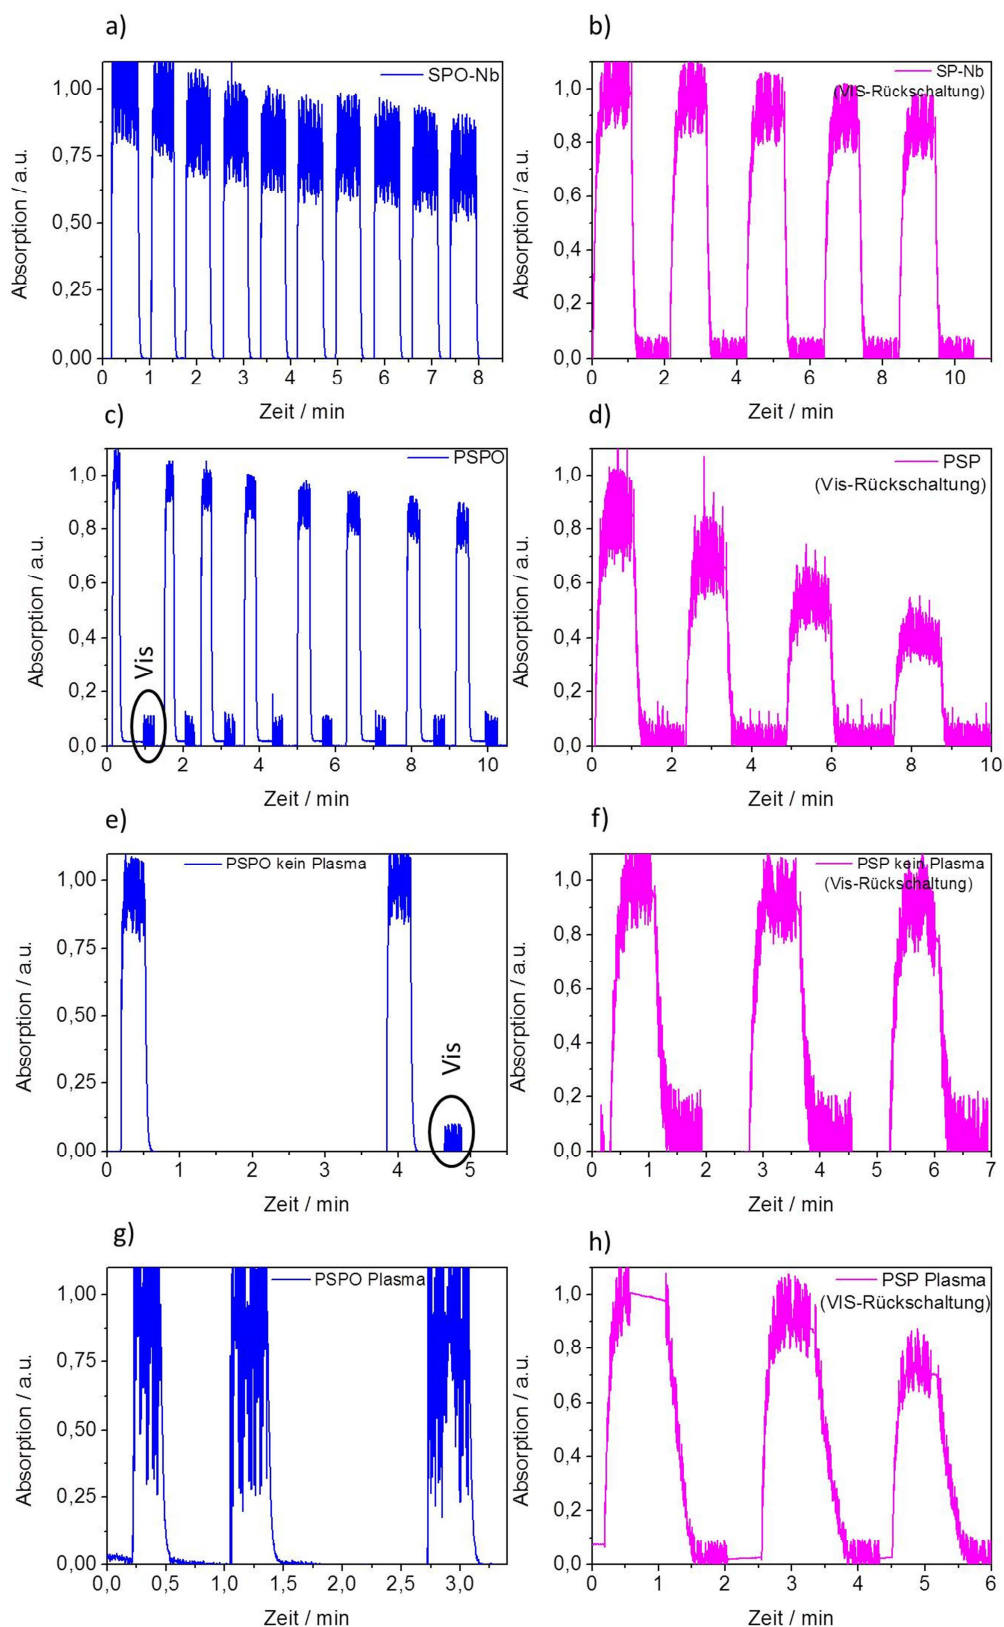 a)
SPO-Nb
1,00
0,75
0,50
0,25
0,00
Absorption / a.u.
0 1 2 3 4 5 6 7 8
Zeit / min
b)
SP-Nb
(VIS-Rückschaltung)
1,0
0,8
0,6
0,4
0,2
0,0
Absorption / a.u.
0 2 4 6 8 10
Zeit / min
c)
PSPO
1,0
0,8
0,6
0,4
0,2
0,0
Absorption / a.u.
Vis
0 2 4 6 8 10
Zeit / min
d)
PSP
(Vis-Rückschaltung)
1,0
0,8
0,6
0,4
0,2
0,0
Absorption / a.u.
0 2 4 6 8 10
Zeit / min
e)
PSPO kein Plasma
1,00
0,75
0,50
0,25
0,00
Absorption / a.u.
Vis
0 1 2 3 4 5
Zeit / min
f)
PSP kein Plasma
(Vis-Rückschaltung)
1,0
0,8
0,6
0,4
0,2
0,0
Absorption / a.u.
0 1 2 3 4 5 6 7
Zeit / min
g)
PSPO Plasma
1,00
0,75
0,50
0,25
0,00
Absorption / a.u.
0,0 0,5 1,0 1,5 2,0 2,5 3,0
Zeit / min
h)
PSP Plasma
(VIS-Rückschaltung)
1,0
0,8
0,6
0,4
0,2
0,0
Absorption / a.u.
0 1 2 3 4 5 6
Zeit / min